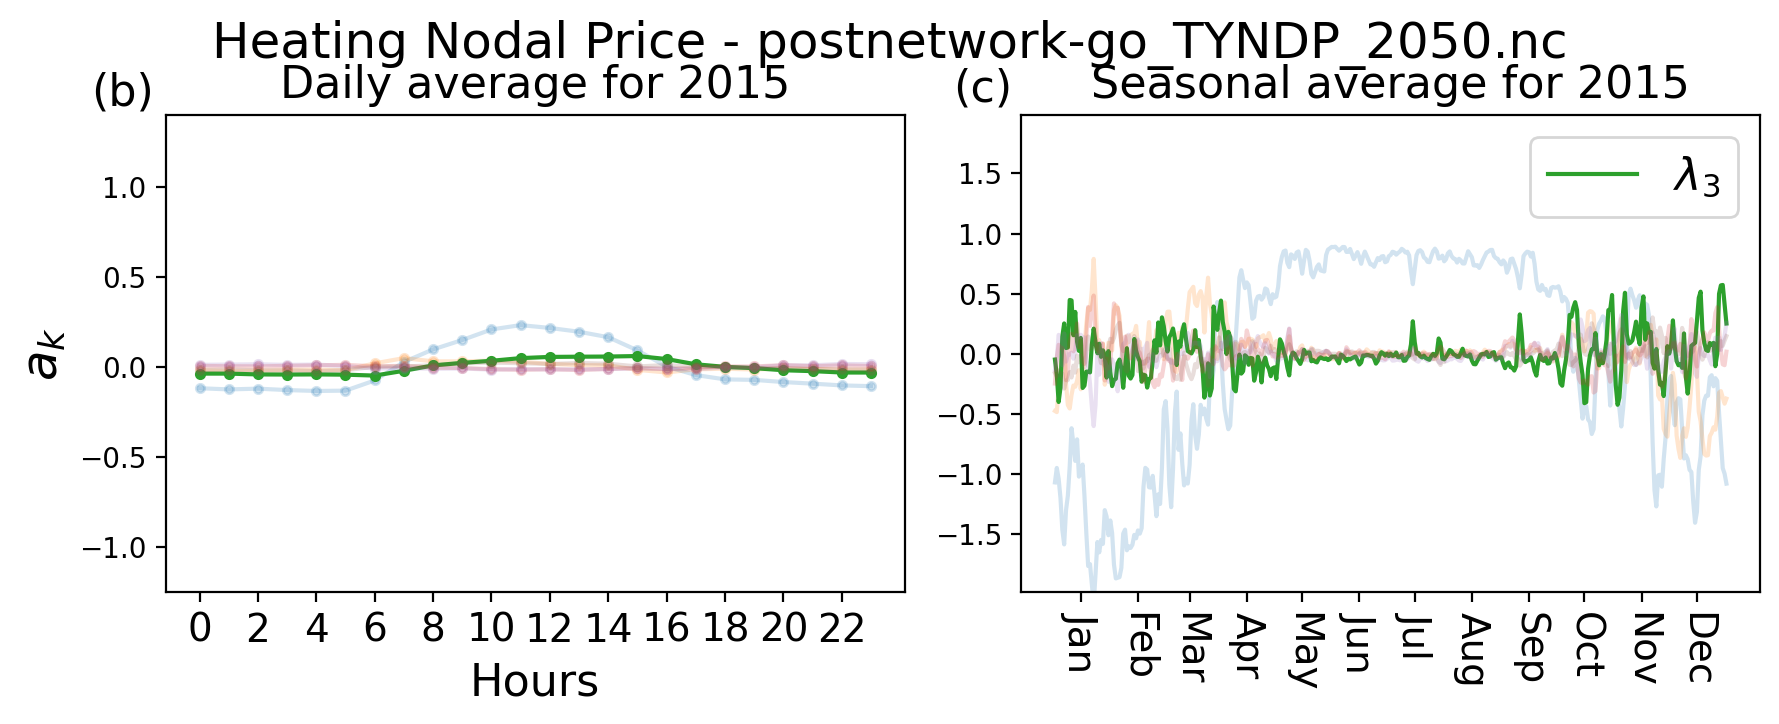 Heating Nodal Price - postnetwork-go_TYNDP_2050.nc
(b) Daily average for 2015
(c) Seasonal average for 2015
1.0
0.5
0.0
−0.5
−1.0
aₖ
0 2 4 6 8 10 12 14 16 18 20 22
Hours
1.5
1.0
0.5
0.0
−0.5
−1.0
−1.5
λ₃
Jan Feb Mar Apr May Jun Jul Aug Sep Oct Nov Dec